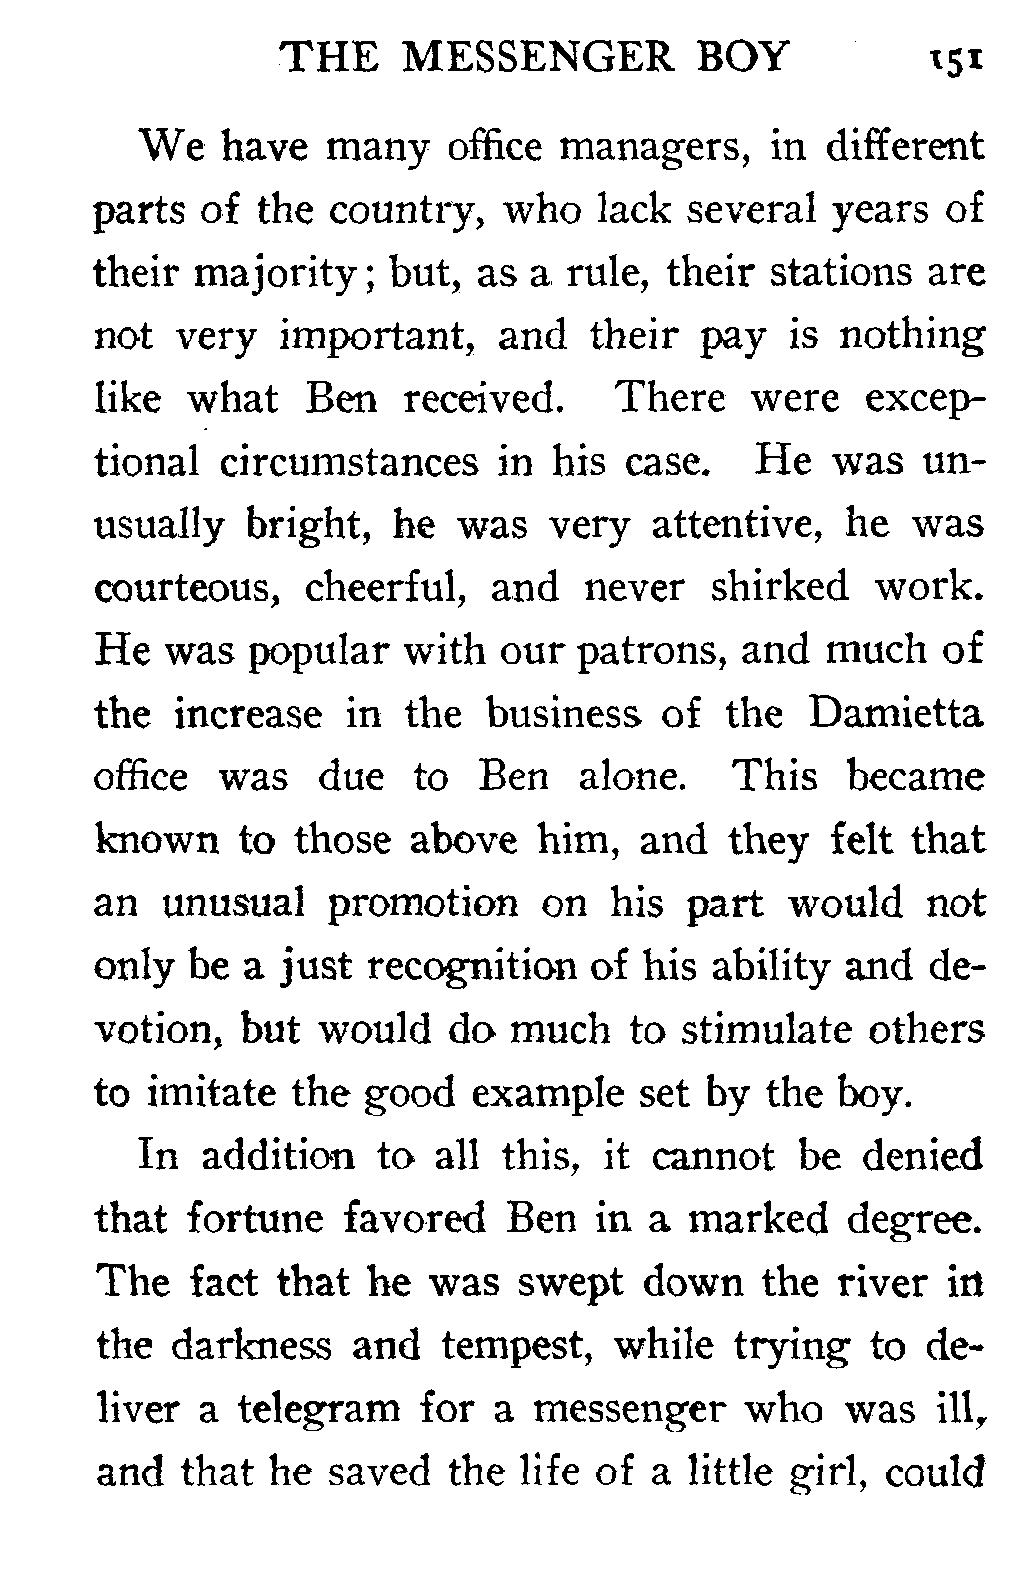 THE MESSENGER BOY 151
We have many office managers, in different
parts of the country, who lack several years of
their majority; but, as a rule, their stations are
not very important, and their pay is nothing
like what Ben received. There were excep-
tional circumstances in his case. He was un-
usually bright, he was very attentive, he was
courteous, cheerful, and never shirked work.
He was popular with our patrons, and much of
the increase in the business of the Damietta
office was due to Ben alone. This became
known to those above him, and they felt that
an unusual promotion on his part would not
only be a just recognition of his ability and de-
votion, but would do much to stimulate others
to imitate the good example set by the boy.
In addition to all this, it cannot be denied
that fortune favored Ben in a marked degree.
The fact that he was swept down the river in
the darkness and tempest, while trying to de-
liver a telegram for a messenger who was ill,
and that he saved the life of a little girl, could